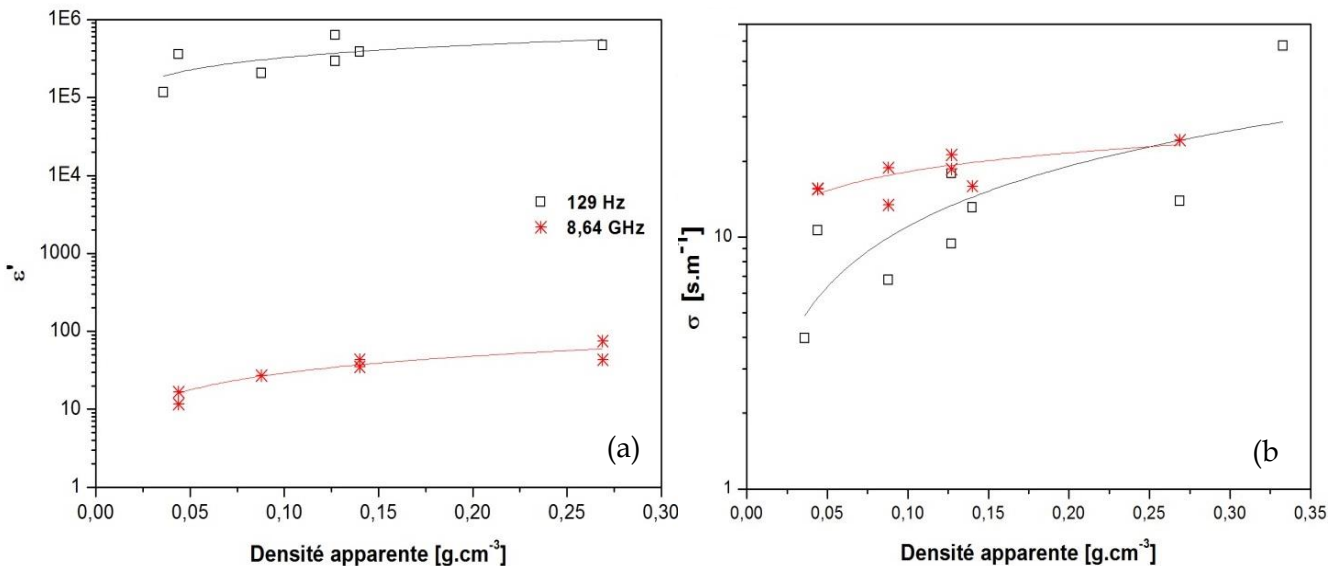 1E6
1E5
1E4
1000
100
10
1
ε'
129 Hz
8,64 GHz
(a)
0,00 0,05 0,10 0,15 0,20 0,25 0,30
Densité apparente [g.cm⁻³]
10
1
σ [s.m⁻¹]
(b
0,00 0,05 0,10 0,15 0,20 0,25 0,30 0,35
Densité apparente [g.cm⁻³]